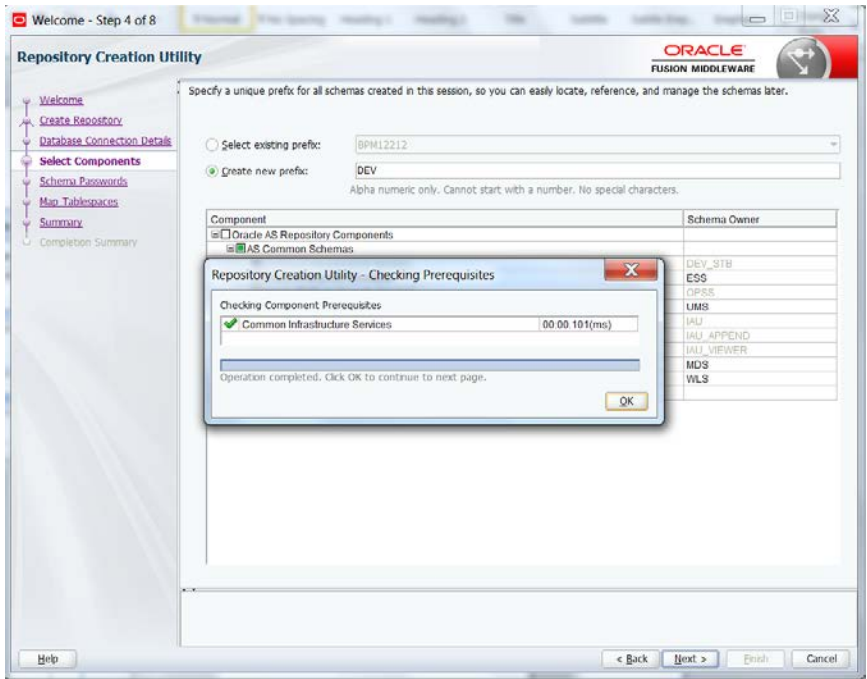 Welcome - Step 4 of 8
Repository Creation Utility
ORACLE
FUSION MIDDLEWARE
Welcome
Create Repository
Database Connection Details
Select Components
Schema Passwords
Map Tablespaces
Summary
Completion Summary
Specify a unique prefix for all schemas created in this session, so you can easily locate, reference, and manage the schemas later.
Select existing prefix: BPM12212
Create new prefix: DEV
Alpha numeric only. Cannot start with a number. No special characters.
Component Schema Owner
Oracle AS Repository Components
AS Common Schemas
DEV_STB
ESS
OPSS
UMS
IAU
IAU_APPEND
IAU_VIEWER
MDS
WLS
Repository Creation Utility - Checking Prerequisites
Checking Component Prerequisites
Common Infrastructure Services 00:00.101(ms)
Operation completed. Click OK to continue to next page.
OK
Help < Back Next > Finish Cancel